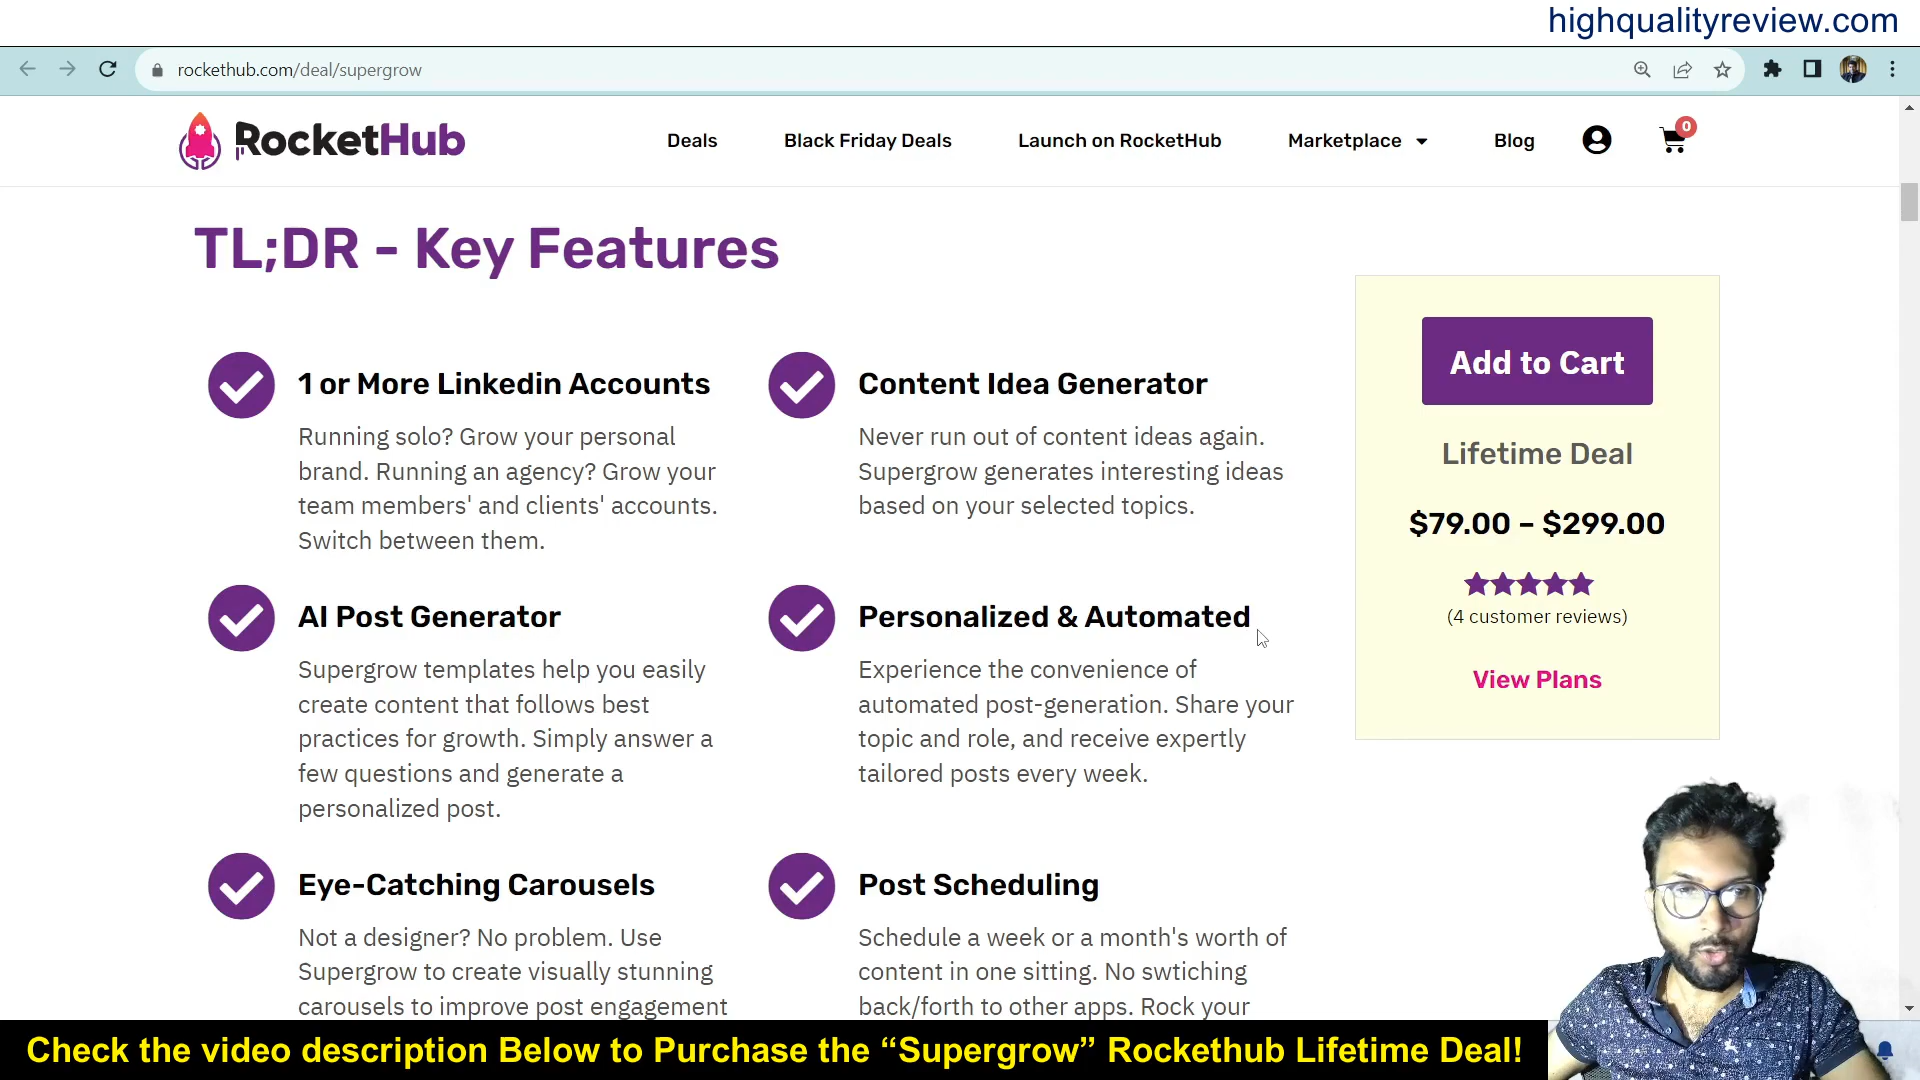 highqualityreview.com
rockethub.com/deal/supergrow
RocketHub
Deals
Black Friday Deals
Launch on RocketHub
Marketplace
Blog
0
TL;DR - Key Features
1 or More Linkedin Accounts
Running solo? Grow your personal
brand. Running an agency? Grow your
team members' and clients' accounts.
Switch between them.
Content Idea Generator
Never run out of content ideas again.
Supergrow generates interesting ideas
based on your selected topics.
AI Post Generator
Supergrow templates help you easily
create content that follows best
practices for growth. Simply answer a
few questions and generate a
personalized post.
Personalized & Automated
Experience the convenience of
automated post-generation. Share your
topic and role, and receive expertly
tailored posts every week.
Eye-Catching Carousels
Not a designer? No problem. Use
Supergrow to create visually stunning
carousels to improve post engagement
Post Scheduling
Schedule a week or a month's worth of
content in one sitting. No swtiching
back/forth to other apps. Rock your
Add to Cart
Lifetime Deal
$79.00 – $299.00
(4 customer reviews)
View Plans
Check the video description Below to Purchase the “Supergrow” Rockethub Lifetime Deal!